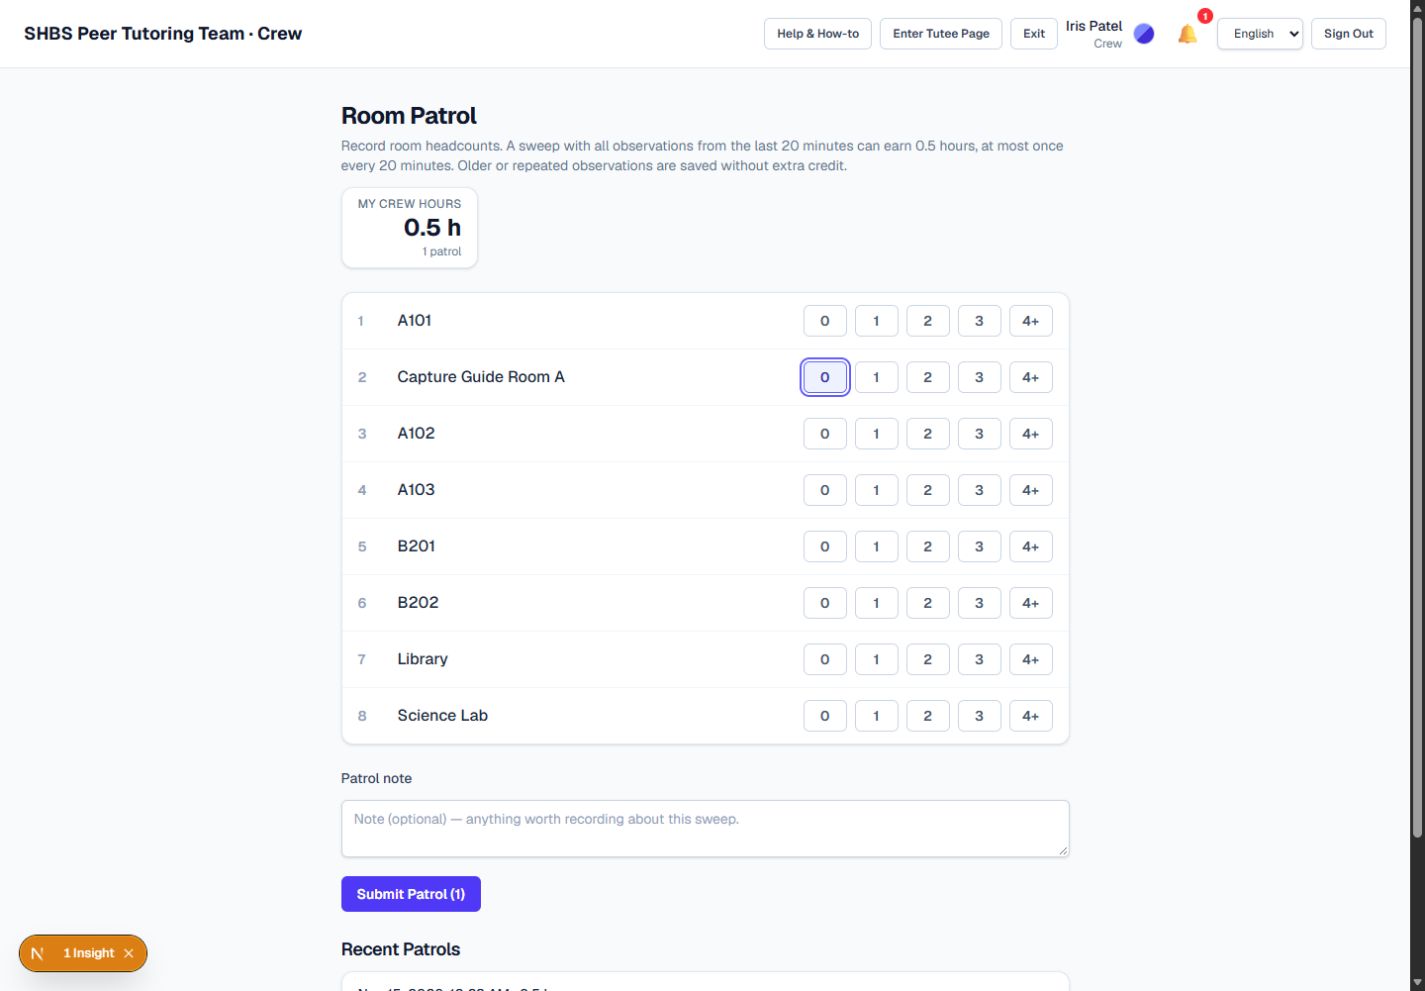 SHBS Peer Tutoring Team · Crew
Help & How-to
Enter Tutee Page
Exit
Iris Patel
Crew
1
English
Sign Out
Room Patrol
Record room headcounts. A sweep with all observations from the last 20 minutes can earn 0.5 hours, at most once
every 20 minutes. Older or repeated observations are saved without extra credit.
MY CREW HOURS
0.5 h
1 patrol
1 A101 0 1 2 3 4+
2 Capture Guide Room A 0 1 2 3 4+
3 A102 0 1 2 3 4+
4 A103 0 1 2 3 4+
5 B201 0 1 2 3 4+
6 B202 0 1 2 3 4+
7 Library 0 1 2 3 4+
8 Science Lab 0 1 2 3 4+
Patrol note
Note (optional) — anything worth recording about this sweep.
Submit Patrol (1)
Recent Patrols
N 1 Insight ×